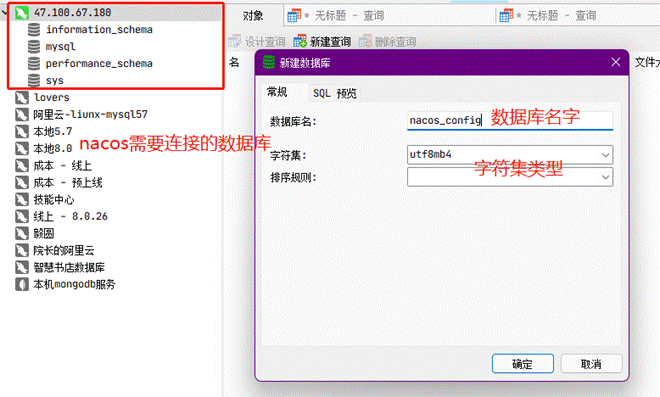 47.100.67.180
information_schema
mysql
performance_schema
sys
lovers
阿里云-liunx-mysql57
本地5.7
本地8.0
成本 - 线上
成本 - 预上线
技能中心
线上 - 8.0.26
颐圆
院长的阿里云
智慧书店数据库
本机mongodb服务
nacos需要连接的数据库
对象
* 无标题 - 查询
* 无标题 - 查询
设计查询
新建查询
删除查询
名
文件大
新建数据库
常规
SQL 预览
数据库名:
nacos_config
数据库名字
字符集:
utf8mb4
字符集类型
排序规则:
确定
取消